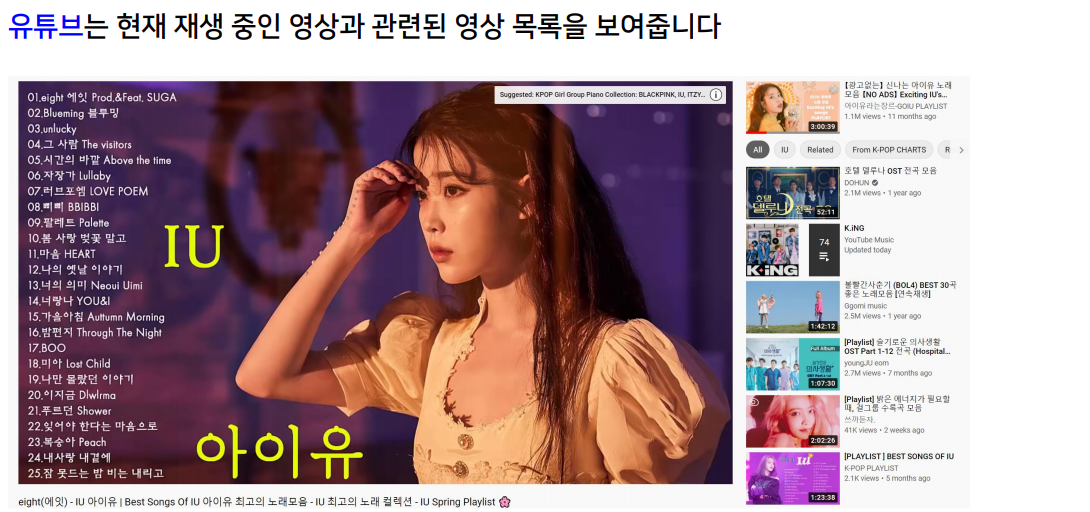 유튜브는 현재 재생 중인 영상과 관련된 영상 목록을 보여줍니다
Suggested: KPOP Girl Group Piano Collection: BLACKPINK, IU, ITZY...
01.eight 에잇 Prod.&Feat. SUGA
02.Blueming 블루밍
03.unlucky
04.그 사람 The visitors
05.시간의 바깥 Above the time
06.자장가 Lullaby
07.러브포엠 LOVE POEM
08.삐삐 BBIBBI
09.팔레트 Palette
10.봄 사랑 벚꽃 말고
11.마음 HEART
12.나의 옛날 이야기
13.너의 의미 Neoui Uimi
14.너랑나 YOU&I
15.가을아침 Auttumn Morning
16.밤편지 Through The Night
17.BOO
18.미아 Lost Child
19.나만 몰랐던 이야기
20.이지금 Dlwlrma
21.푸르던 Shower
22.잊어야 한다는 마음으로
23.복숭아 Peach
24.내사랑 내곁에
25.잠 못드는 밤 비는 내리고
IU
아이유
eight(에잇) - IU 아이유 | Best Songs Of IU 아이유 최고의 노래모음 - IU 최고의 노래 컬렉션 - IU Spring Playlist 🌸
【광고없는】 신나는 아이유 노래
모음 【NO ADS】 Exciting IU's...
아이유라는장르-GOIU PLAYLIST
1.1M views • 11 months ago
3:00:39
All
IU
Related
From K-POP CHARTS
R
호텔 델루나 OST 전곡 모음
DOHUN
2.1M views • 1 year ago
호텔
델루나 전곡
52:11
K.iNG
YouTube Music
Updated today
K-iNG
74
볼빨간사춘기 (BOL4) BEST 30곡
좋은 노래모음 [연속재생]
Ggomi music
2.5M views • 1 year ago
1:42:12
[Playlist] 슬기로운 의사생활
OST Part 1-12 전곡 (Hospital...
youngJU eom
2.7M views • 7 months ago
Full Album
슬기로운
의사생활
1:07:30
[Playlist] 밝은 에너지가 필요할
때, 걸그룹 수록곡 모음
쓰까듣자.
41K views • 2 weeks ago
2:02:26
[PLAYLIST ] BEST SONGS OF IU
K-POP PLAYLIST
2.1K views • 5 months ago
IU
1:23:38